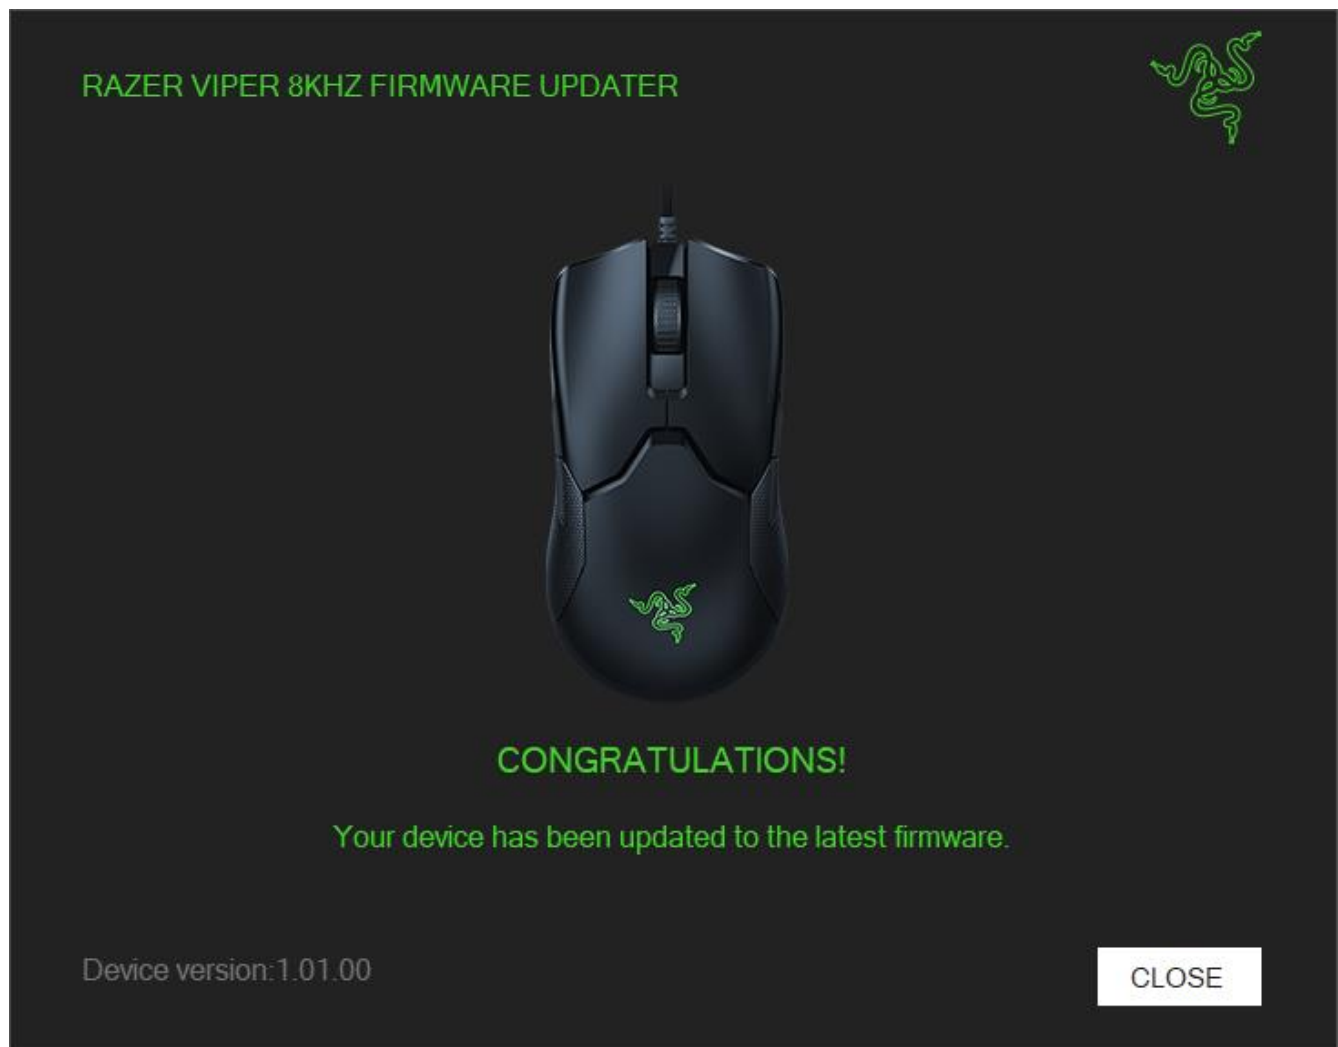 RAZER VIPER 8KHZ FIRMWARE UPDATER
CONGRATULATIONS!
Your device has been updated to the latest firmware.
Device version:1.01.00
CLOSE